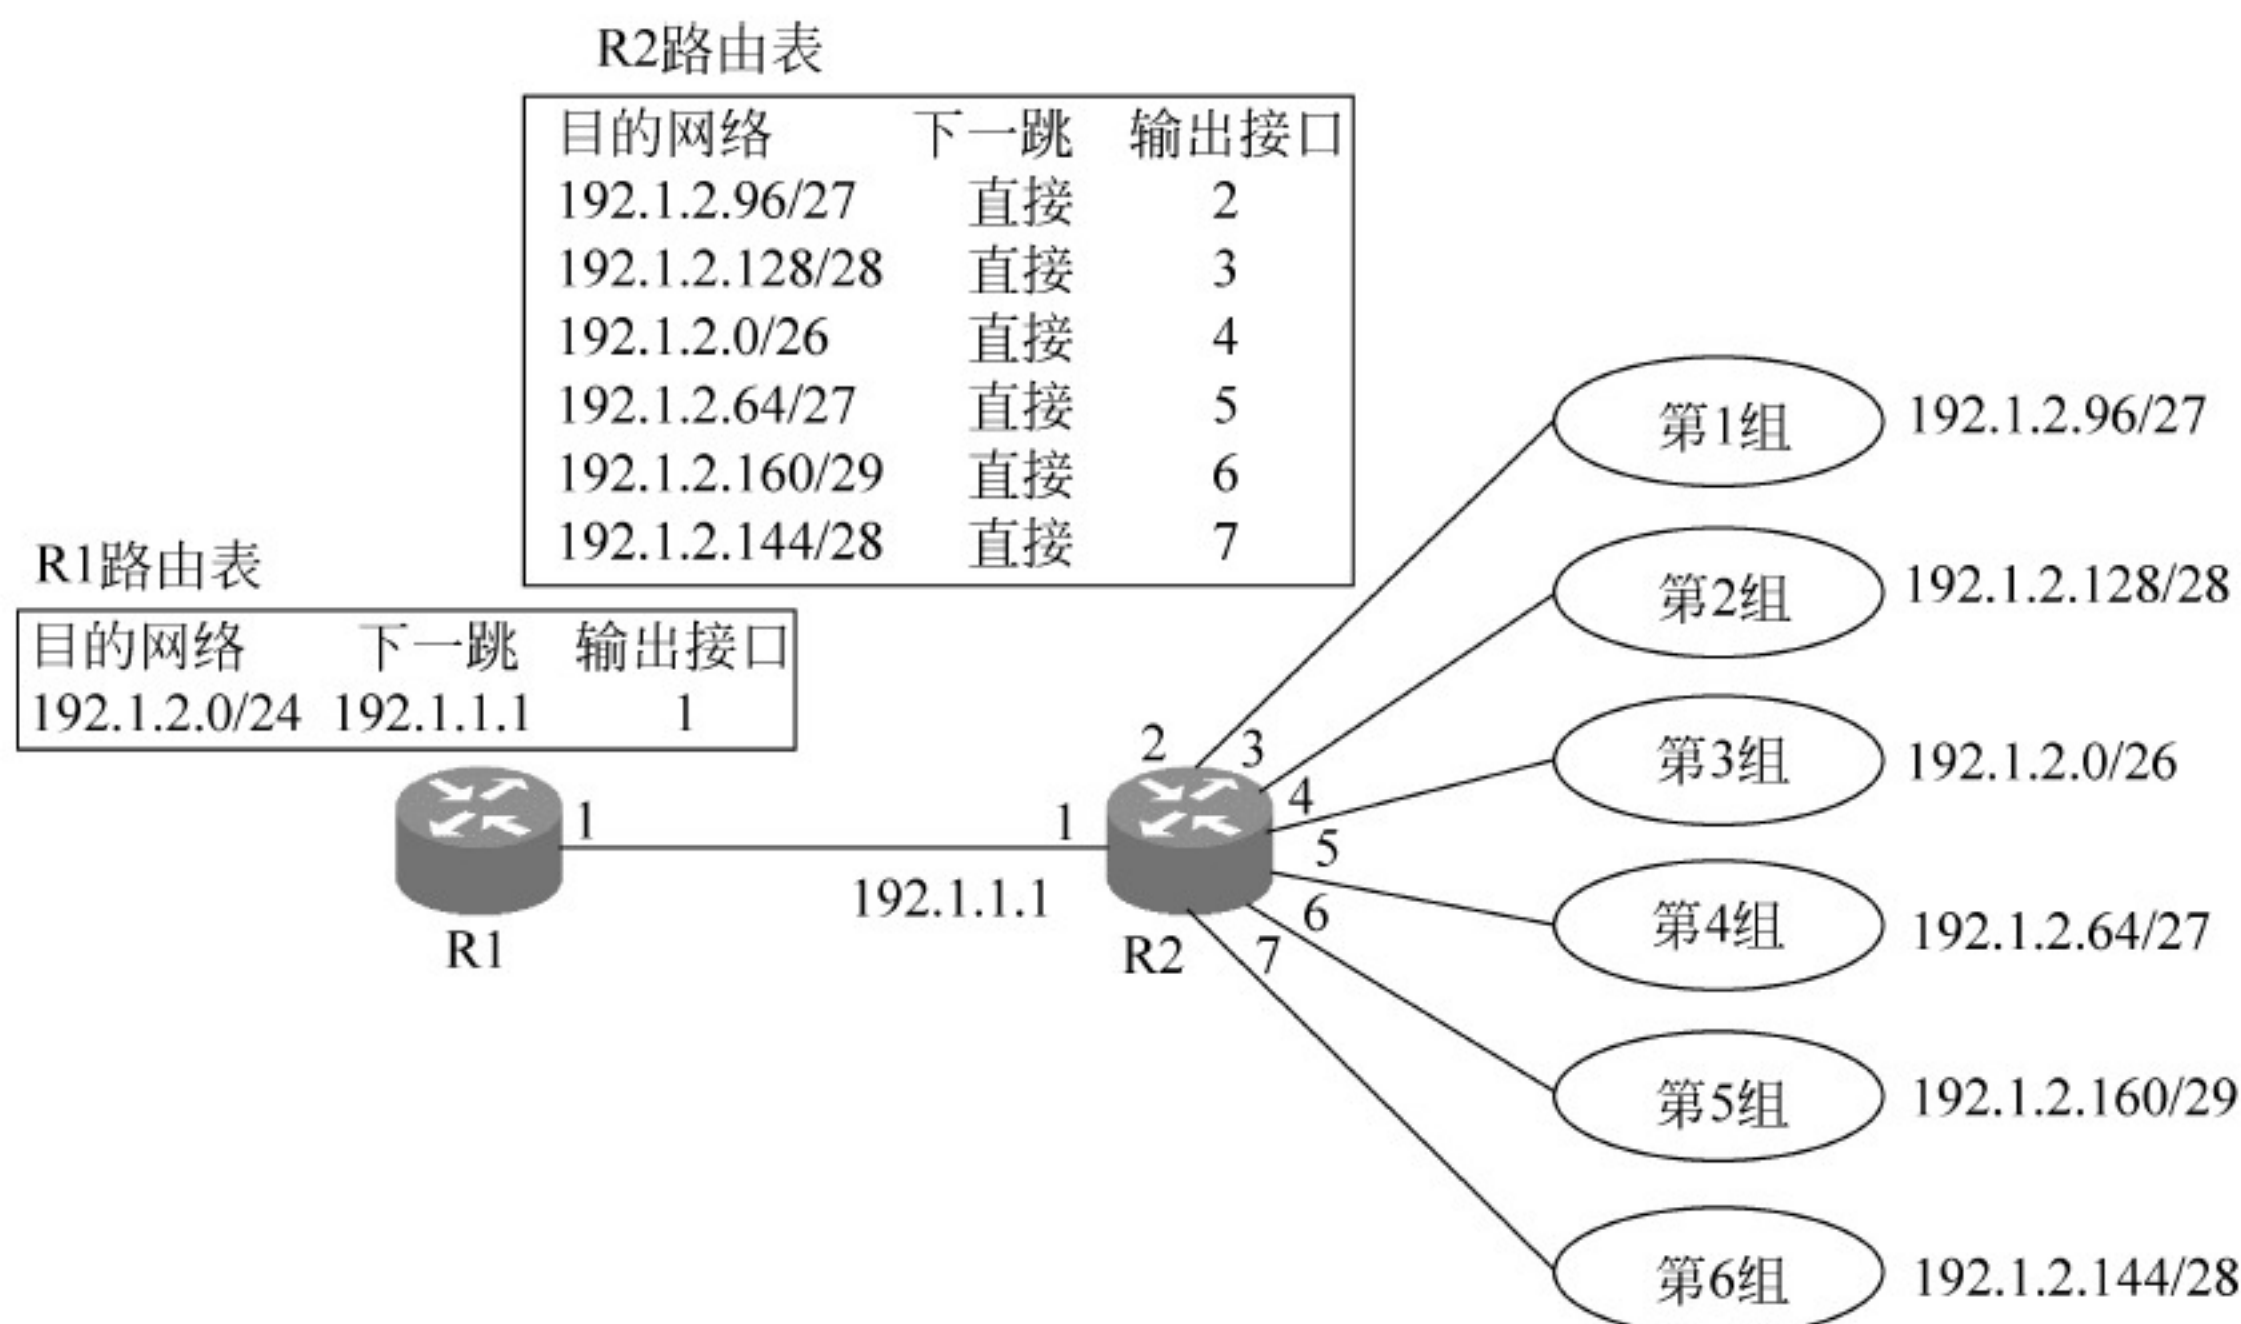 R2路由表
目的网络 下一跳 输出接口
192.1.2.96/27 直接 2
192.1.2.128/28 直接 3
192.1.2.0/26 直接 4
192.1.2.64/27 直接 5
192.1.2.160/29 直接 6
192.1.2.144/28 直接 7
R1路由表
目的网络 下一跳 输出接口
192.1.2.0/24 192.1.1.1 1
第1组 192.1.2.96/27
第2组 192.1.2.128/28
第3组 192.1.2.0/26
第4组 192.1.2.64/27
第5组 192.1.2.160/29
第6组 192.1.2.144/28
2
3
4
5
6
7
1
1
192.1.1.1
R1
R2